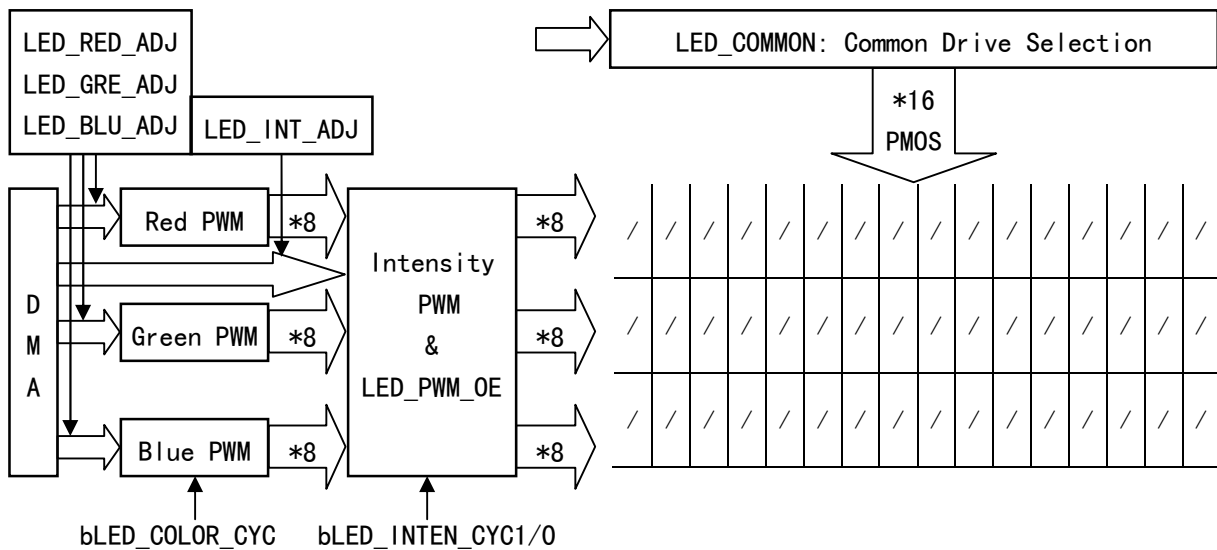 LED_RED_ADJ
LED_GRE_ADJ
LED_BLU_ADJ
LED_INT_ADJ
LED_COMMON: Common Drive Selection
*16
PMOS
D
M
A
Red PWM
*8
Green PWM
*8
Blue PWM
*8
Intensity
PWM
&
LED_PWM_OE
*8
*8
*8
/ / / / / / / / / / / / / / / /
/ / / / / / / / / / / / / / / /
/ / / / / / / / / / / / / / / /
bLED_COLOR_CYC
bLED_INTEN_CYC1/0